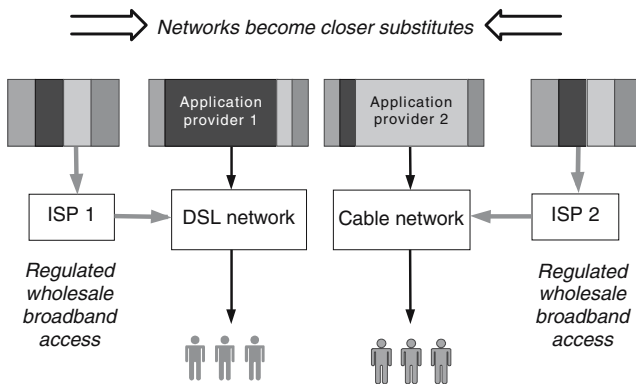 Networks become closer substitutes
Application
provider 1
Application
provider 2
ISP 1
DSL network
Cable network
ISP 2
Regulated
wholesale
broadband
access
Regulated
wholesale
broadband
access